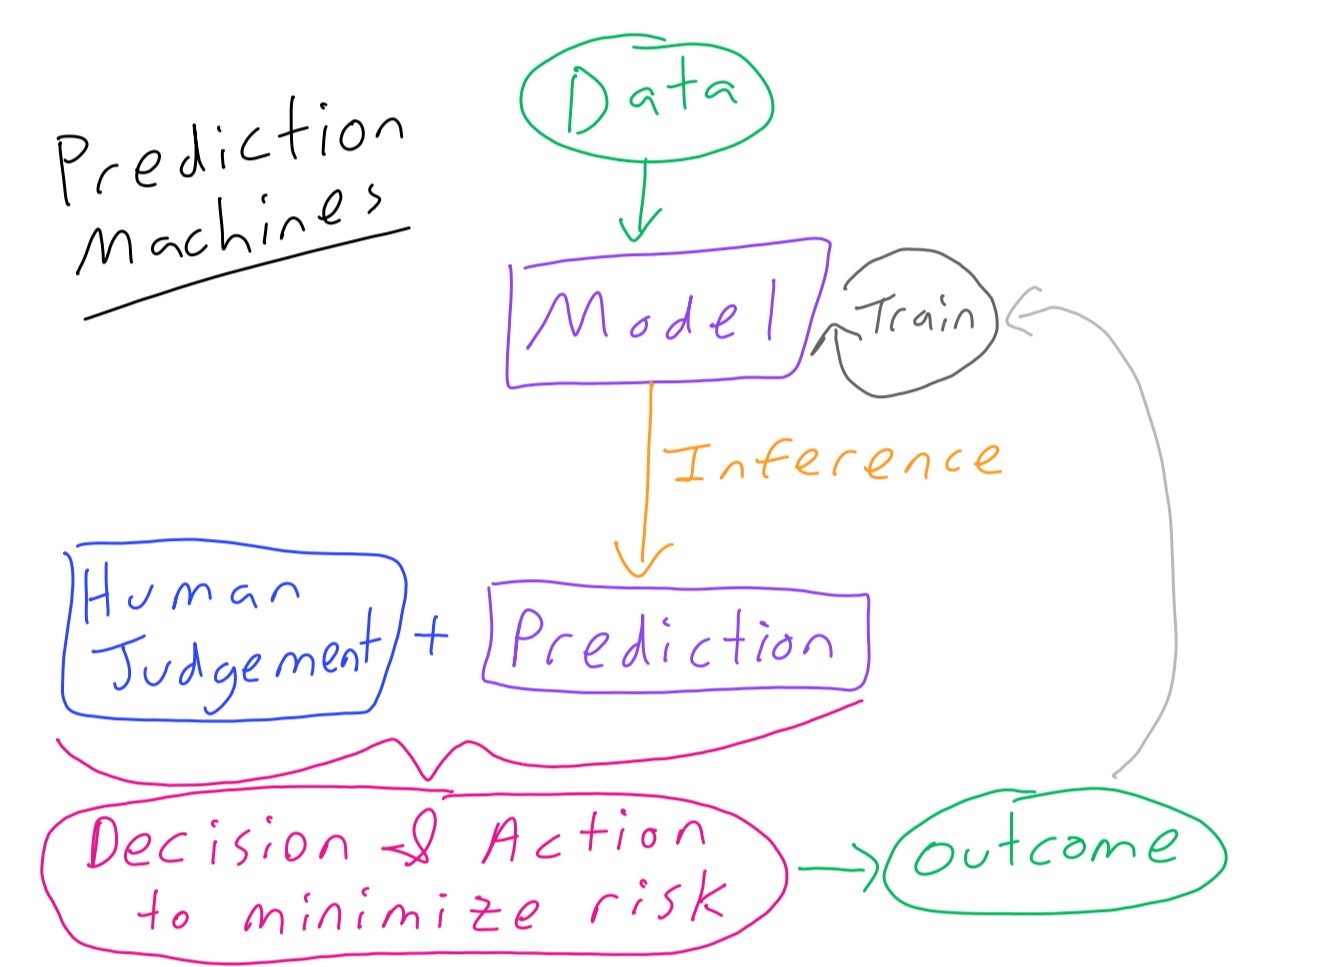 Prediction
Machines
Data
Model
Train
Inference
Human
Judgement
+
Prediction
Decision & Action
to minimize risk
outcome